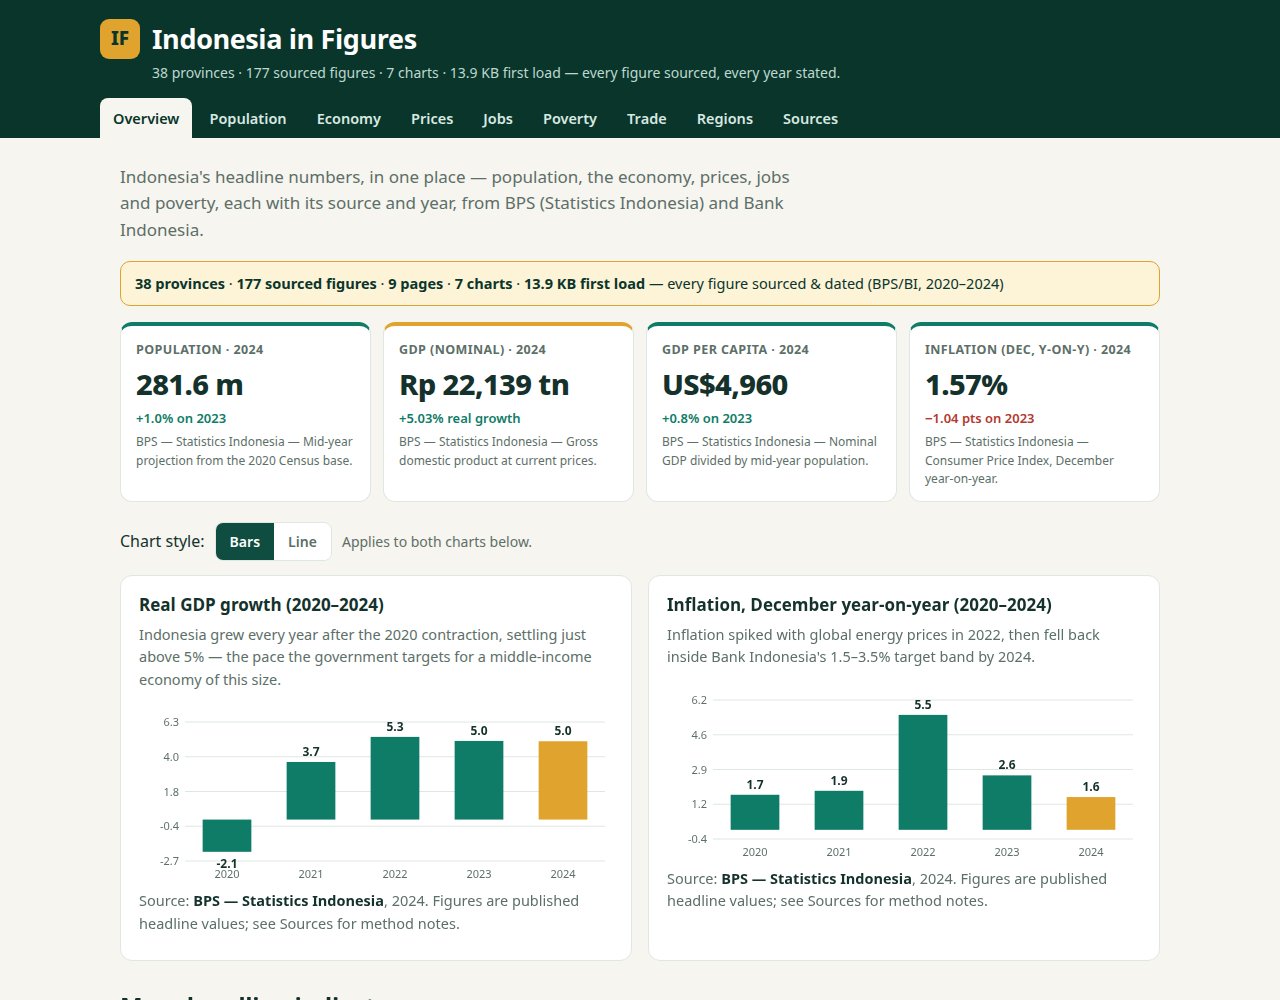 IF
Indonesia in Figures
38 provinces · 177 sourced figures · 7 charts · 13.9 KB first load — every figure sourced, every year stated.
Overview Population Economy Prices Jobs Poverty Trade Regions Sources
Indonesia's headline numbers, in one place — population, the economy, prices, jobs
and poverty, each with its source and year, from BPS (Statistics Indonesia) and Bank
Indonesia.
38 provinces · 177 sourced figures · 9 pages · 7 charts · 13.9 KB first load — every figure sourced & dated (BPS/BI, 2020–2024)
POPULATION · 2024
281.6 m
+1.0% on 2023
BPS — Statistics Indonesia — Mid-year
projection from the 2020 Census base.
GDP (NOMINAL) · 2024
Rp 22,139 tn
+5.03% real growth
BPS — Statistics Indonesia — Gross
domestic product at current prices.
GDP PER CAPITA · 2024
US$4,960
+0.8% on 2023
BPS — Statistics Indonesia — Nominal
GDP divided by mid-year population.
INFLATION (DEC, Y-ON-Y) · 2024
1.57%
−1.04 pts on 2023
BPS — Statistics Indonesia —
Consumer Price Index, December
year-on-year.
Chart style: Bars Line Applies to both charts below.
Real GDP growth (2020–2024)
Indonesia grew every year after the 2020 contraction, settling just
above 5% — the pace the government targets for a middle-income
economy of this size.
6.3
4.0
1.8
-0.4
-2.7
-2.1
3.7
5.3
5.0
5.0
2020 2021 2022 2023 2024
Source: BPS — Statistics Indonesia, 2024. Figures are published
headline values; see Sources for method notes.
Inflation, December year-on-year (2020–2024)
Inflation spiked with global energy prices in 2022, then fell back
inside Bank Indonesia's 1.5–3.5% target band by 2024.
6.2
4.6
2.9
1.2
-0.4
1.7
1.9
5.5
2.6
1.6
2020 2021 2022 2023 2024
Source: BPS — Statistics Indonesia, 2024. Figures are published
headline values; see Sources for method notes.